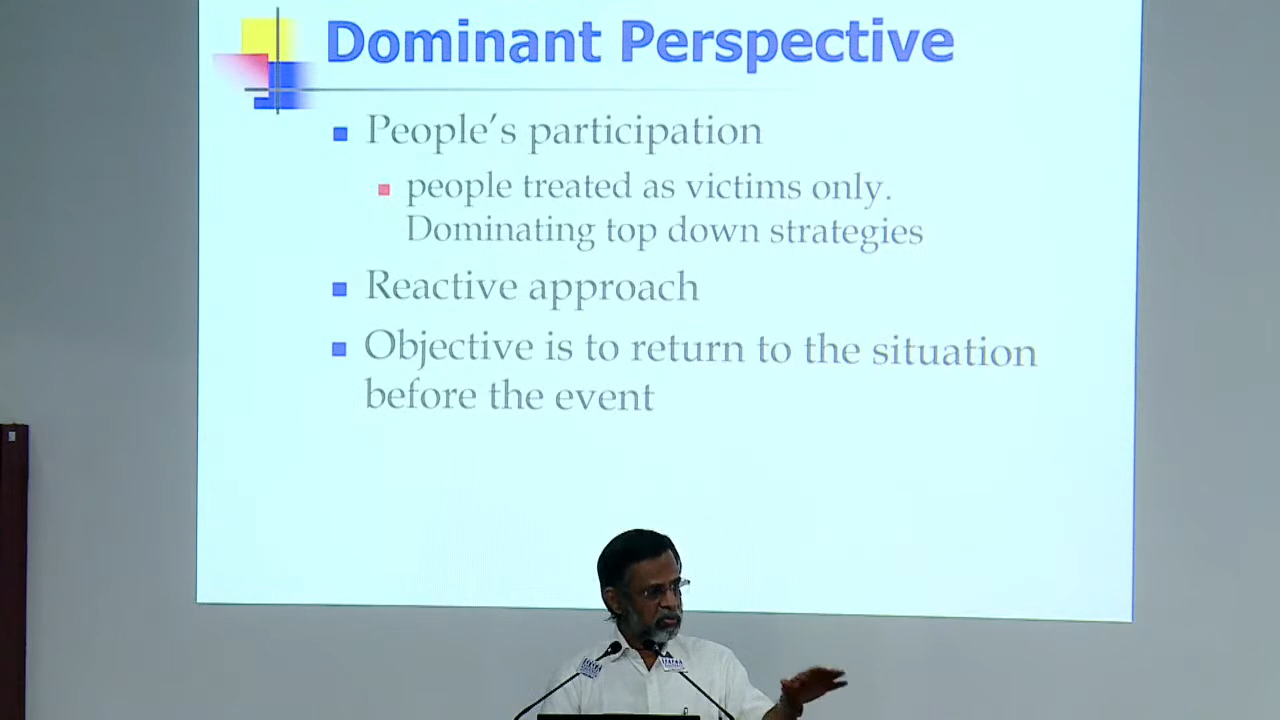 Dominant Perspective
People's participation
people treated as victims only.
Dominating top down strategies
Reactive approach
Objective is to return to the situation
before the event